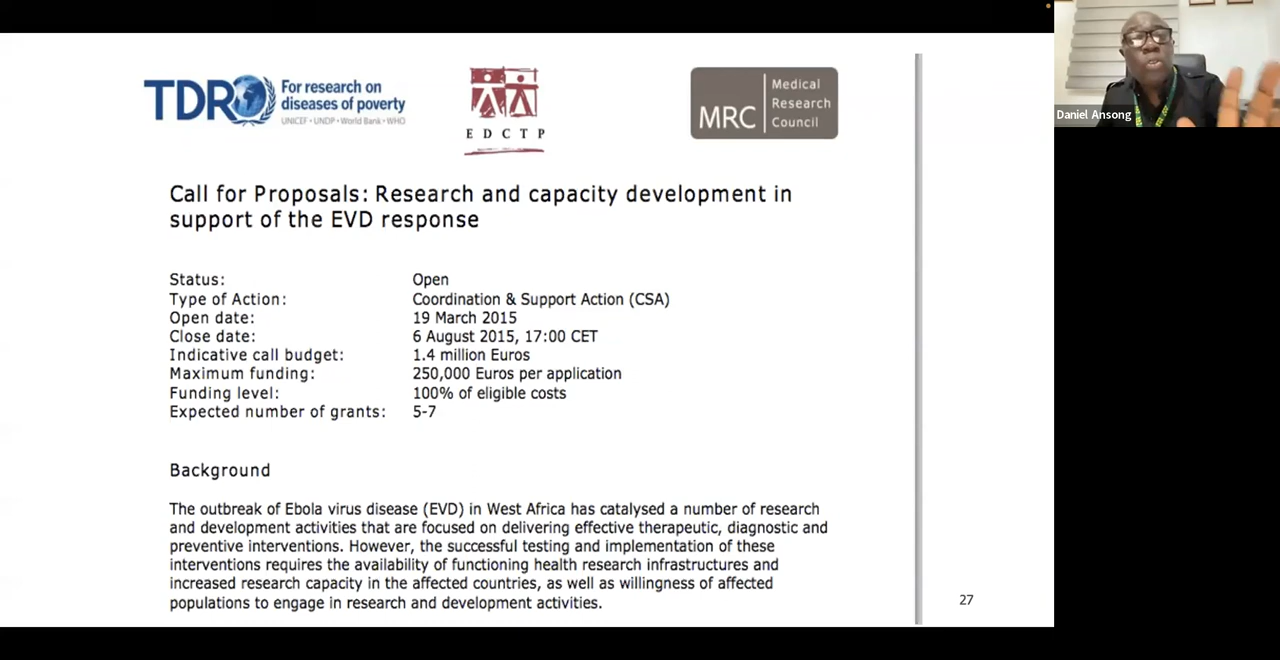 TDR
For research on
diseases of poverty
UNICEF • UNDP • World Bank • WHO
E D C T P
MRC
Medical
Research
Council
Call for Proposals: Research and capacity development in
support of the EVD response
Status: Open
Type of Action: Coordination & Support Action (CSA)
Open date: 19 March 2015
Close date: 6 August 2015, 17:00 CET
Indicative call budget: 1.4 million Euros
Maximum funding: 250,000 Euros per application
Funding level: 100% of eligible costs
Expected number of grants: 5-7
Background
The outbreak of Ebola virus disease (EVD) in West Africa has catalysed a number of research
and development activities that are focused on delivering effective therapeutic, diagnostic and
preventive interventions. However, the successful testing and implementation of these
interventions requires the availability of functioning health research infrastructures and
increased research capacity in the affected countries, as well as willingness of affected
populations to engage in research and development activities.
27
Daniel Ansong